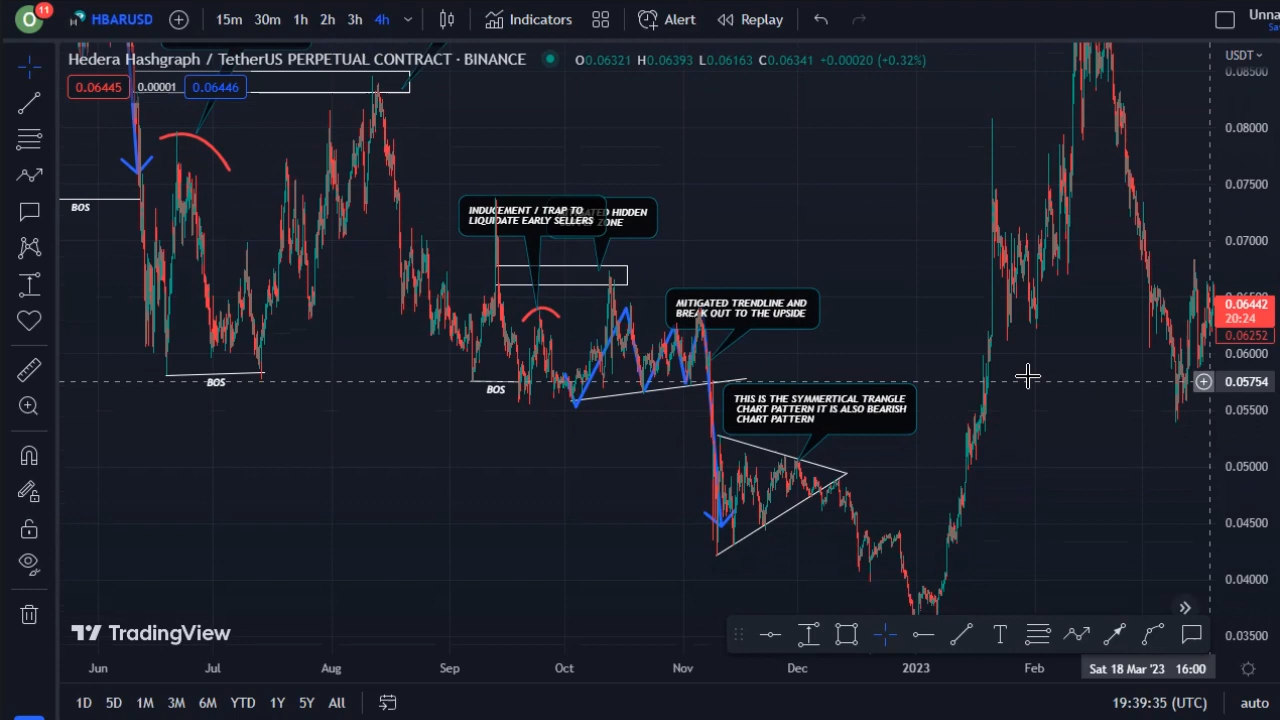 O
11
HBARUSD
15m 30m 1h 2h 3h 4h
Indicators
Alert
Replay
Unna
Sav
Hedera Hashgraph / TetherUS PERPETUAL CONTRACT · BINANCE
O0.06321 H0.06393 L0.06163 C0.06341 +0.00020 (+0.32%)
USDT
0.06445 0.00001 0.06446
0.08500
0.08000
0.07500
0.07000
0.06442
20:24
0.06252
0.06000
0.05754
0.05500
0.05000
0.04500
0.04000
0.03500
BOS
BOS
BOS
INDUCEMENT / TRAP TO
LIQUIDATE EARLY SELLERS
HIDDEN
ZONE
MITIGATED TRENDLINE AND
BREAK OUT TO THE UPSIDE
THIS IS THE SYMMERTICAL TRANGLE
CHART PATTERN IT IS ALSO BEARISH
CHART PATTERN
TradingView
Jun Jul Aug Sep Oct Nov Dec 2023 Feb Sat 18 Mar '23 16:00
1D 5D 1M 3M 6M YTD 1Y 5Y All
19:39:35 (UTC) auto